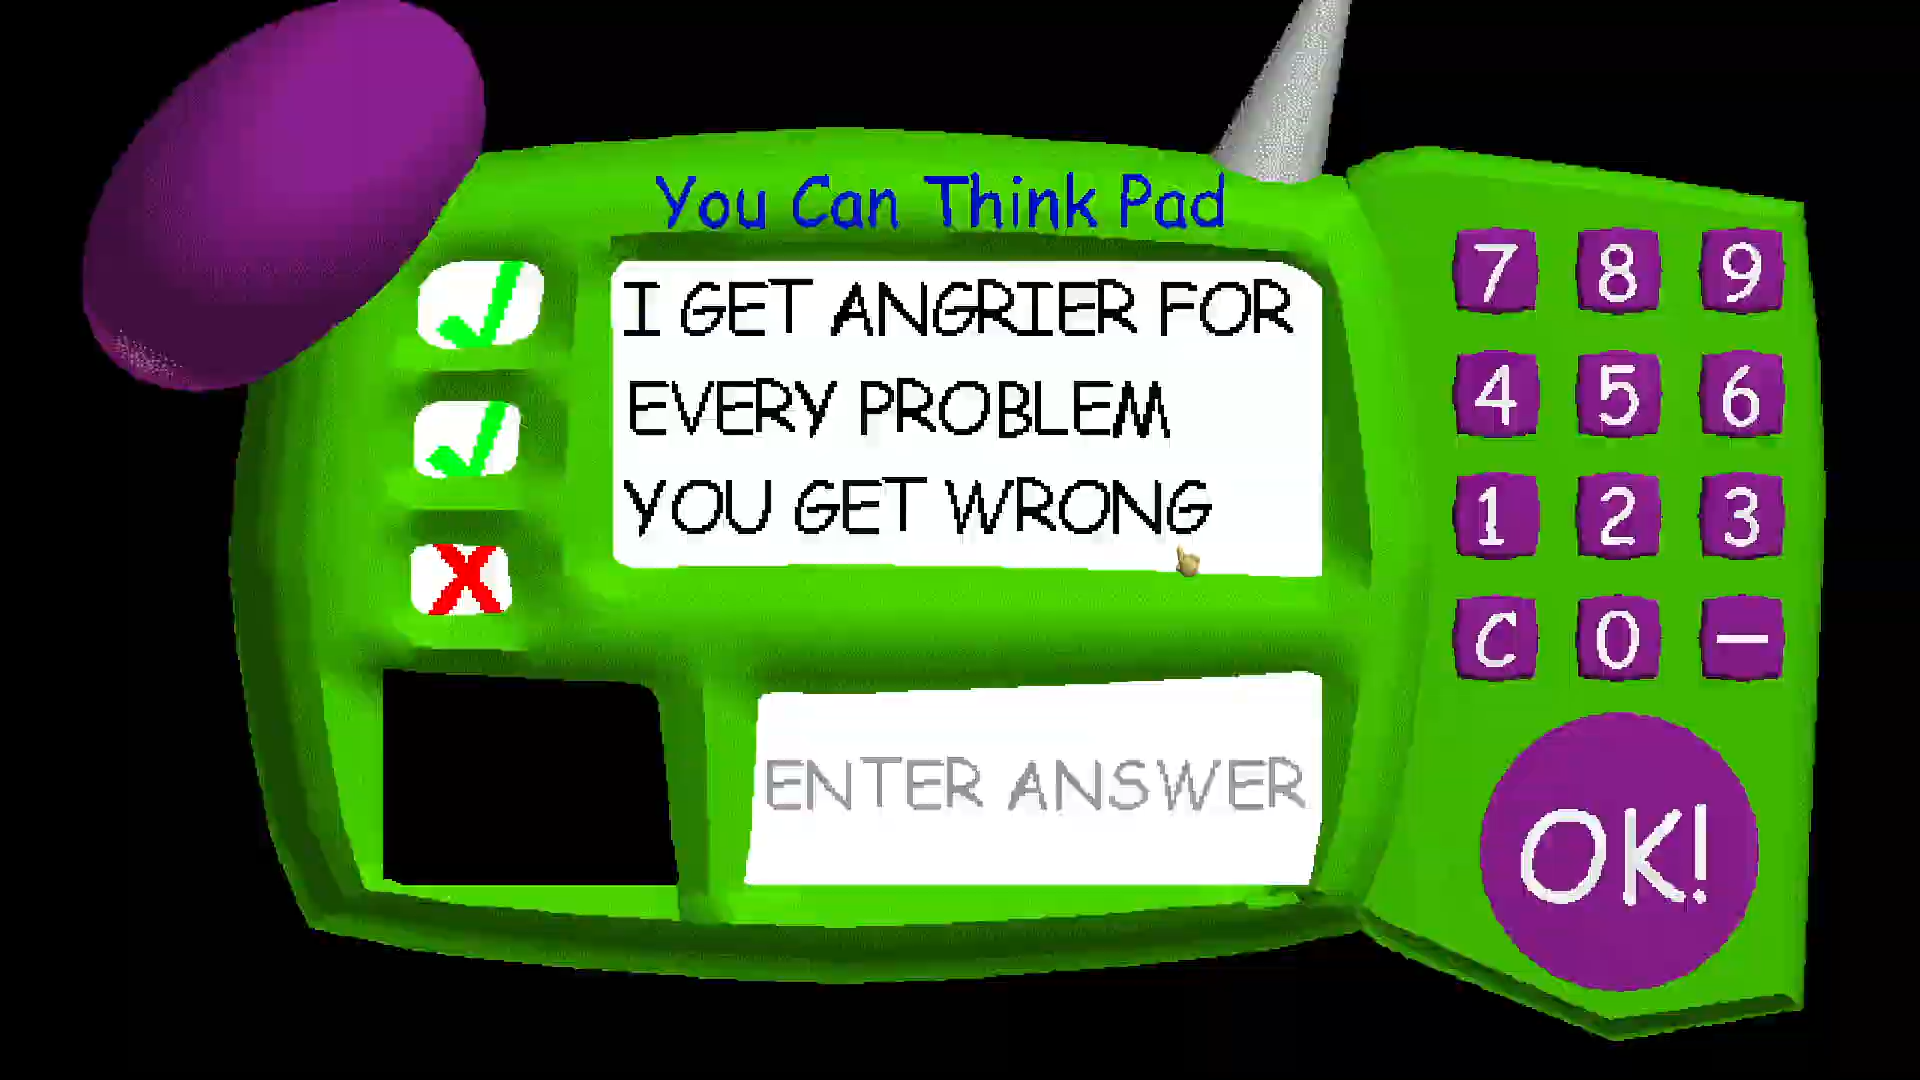 You Can Think Pad
I GET ANGRIER FOR
EVERY PROBLEM
YOU GET WRONG
ENTER ANSWER
7 8 9
4 5 6
1 2 3
C 0 −
OK!